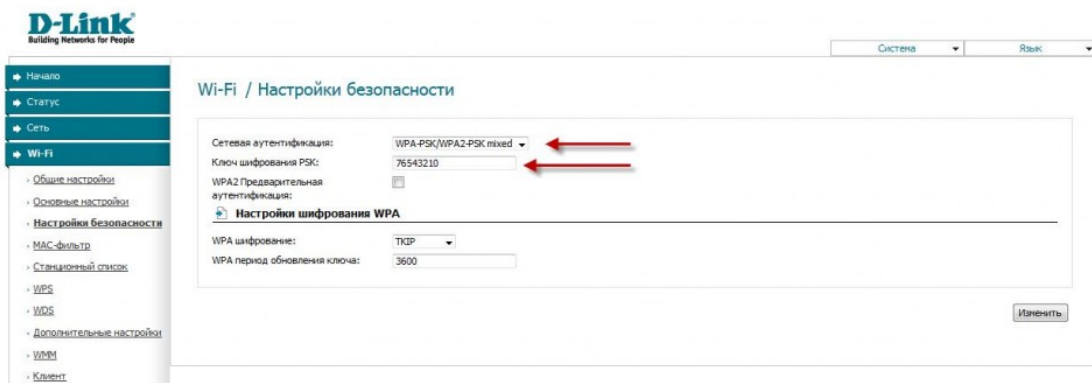 D-Link
Building Networks for People
Система
Язык
Начало
Статус
Сеть
Wi-Fi
Общие настройки
Основные настройки
Настройки безопасности
MAC-фильтр
Станционный список
WPS
WDS
Дополнительные настройки
WMM
Клиент
Wi-Fi / Настройки безопасности
Сетевая аутентификация: WPA-PSK/WPA2-PSK mixed
Ключ шифрования PSK: 76543210
WPA2 Предварительная
аутентификация:
Настройки шифрования WPA
WPA шифрование: TKIP
WPA период обновления ключа: 3600
Изменить